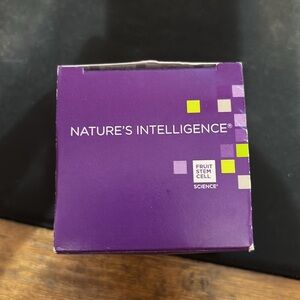 NATURE'S INTELLIGENCE®
FRUIT
STEM
CELL
SCIENCE®